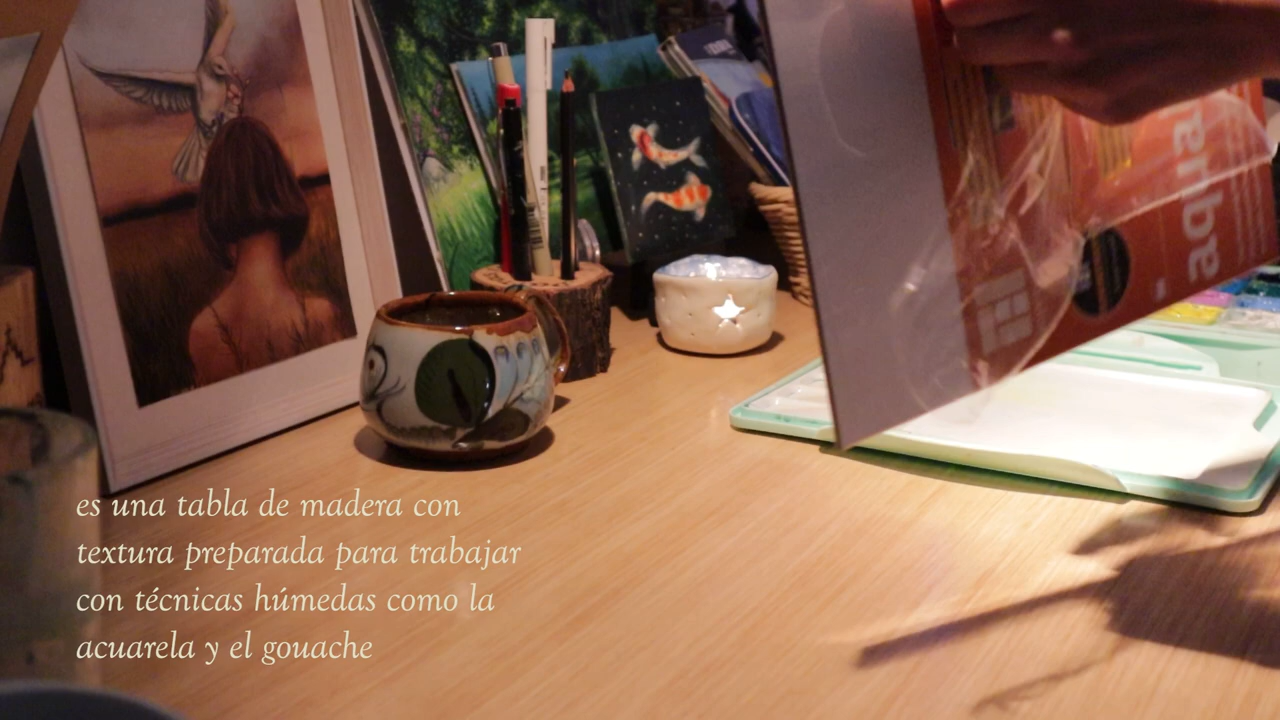 es una tabla de madera con
textura preparada para trabajar
con técnicas húmedas como la
acuarela y el gouache